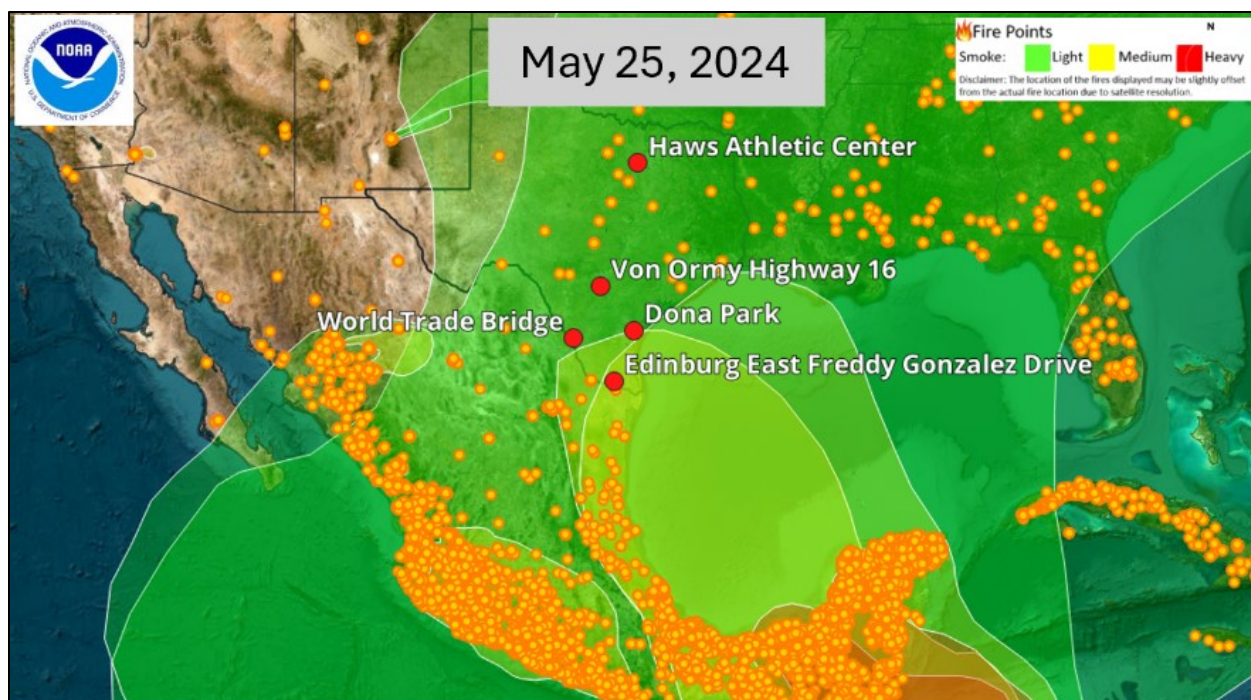 NATIONAL OCEANIC AND ATMOSPHERIC ADMINISTRATION
NOAA
U.S. DEPARTMENT OF COMMERCE
May 25, 2024
Fire Points
N
Smoke: Light Medium Heavy
Disclaimer: The location of the fires displayed may be slightly offset
from the actual fire location due to satellite resolution.
Haws Athletic Center
Von Ormy Highway 16
World Trade Bridge
Dona Park
Edinburg East Freddy Gonzalez Drive